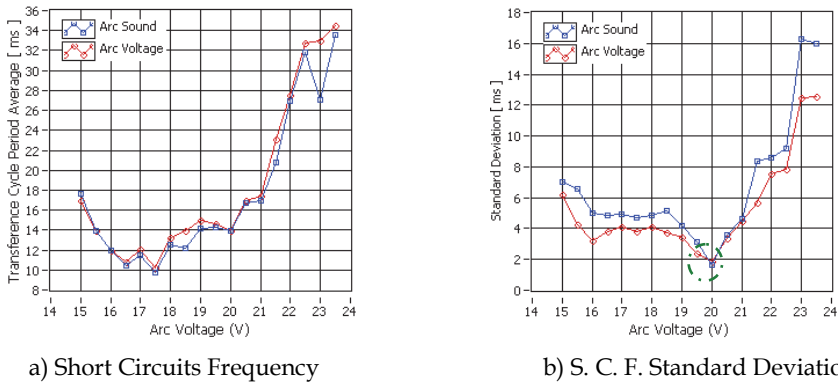 Transference Cycle Period Average [ ms ]
36
34
32
30
28
26
24
22
20
18
16
14
12
10
8
Arc Sound
Arc Voltage
14 15 16 17 18 19 20 21 22 23 24
Arc Voltage (V)
a) Short Circuits Frequency
Standard Deviation [ ms ]
18
16
14
12
10
8
6
4
2
0
Arc Sound
Arc Voltage
14 15 16 17 18 19 20 21 22 23 24
Arc Voltage (V)
b) S. C. F. Standard Deviatio